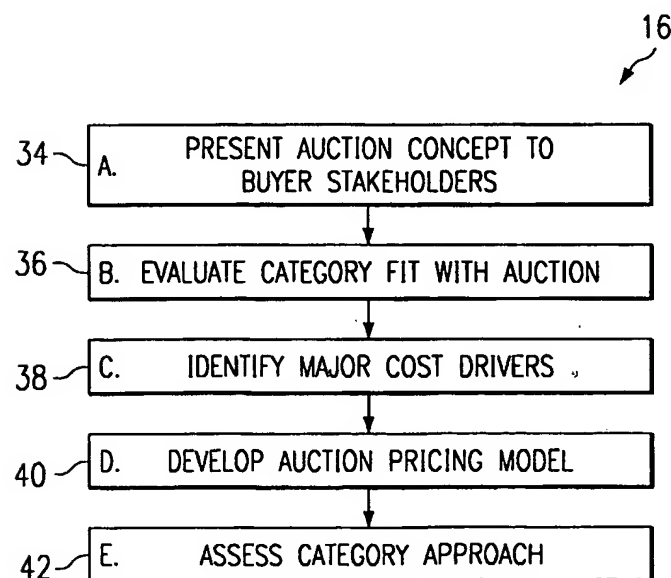 16
34
A. PRESENT AUCTION CONCEPT TO
BUYER STAKEHOLDERS
36
B. EVALUATE CATEGORY FIT WITH AUCTION
38
C. IDENTIFY MAJOR COST DRIVERS
40
D. DEVELOP AUCTION PRICING MODEL
42
E. ASSESS CATEGORY APPROACH